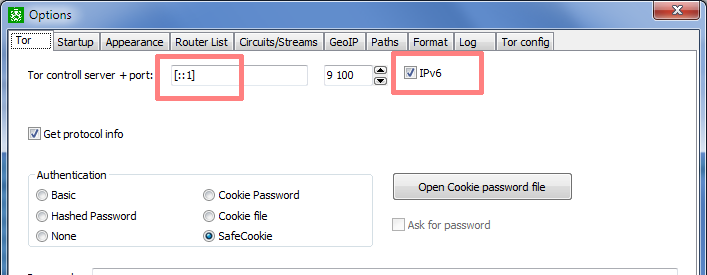 Options
Tor Startup Appearance Router List Circuits/Streams GeoIP Paths Format Log Tor config
Tor controll server + port: [::1] 9 100 IPv6
Get protocol info
Authentication
Basic Cookie Password Open Cookie password file
Hashed Password Cookie file Ask for password
None SafeCookie